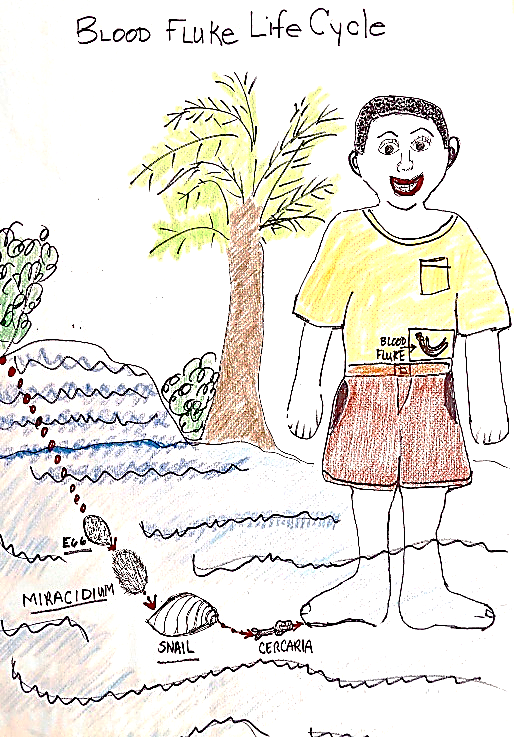 Blood Fluke Life Cycle
BLOOD
FLUKE
EGG
MIRACIDIUM
SNAIL
CERCARIA